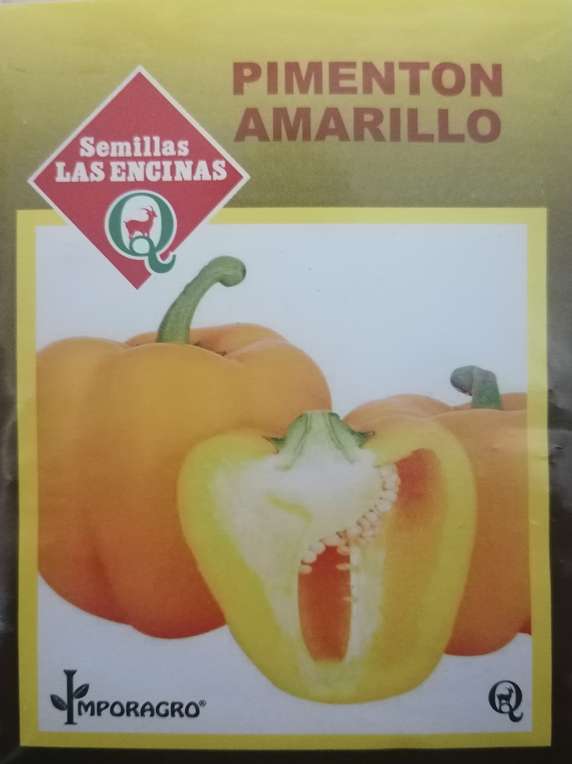 PIMENTON
AMARILLO
Semillas
LAS ENCINAS
Q
IMPORAGRO®
Q